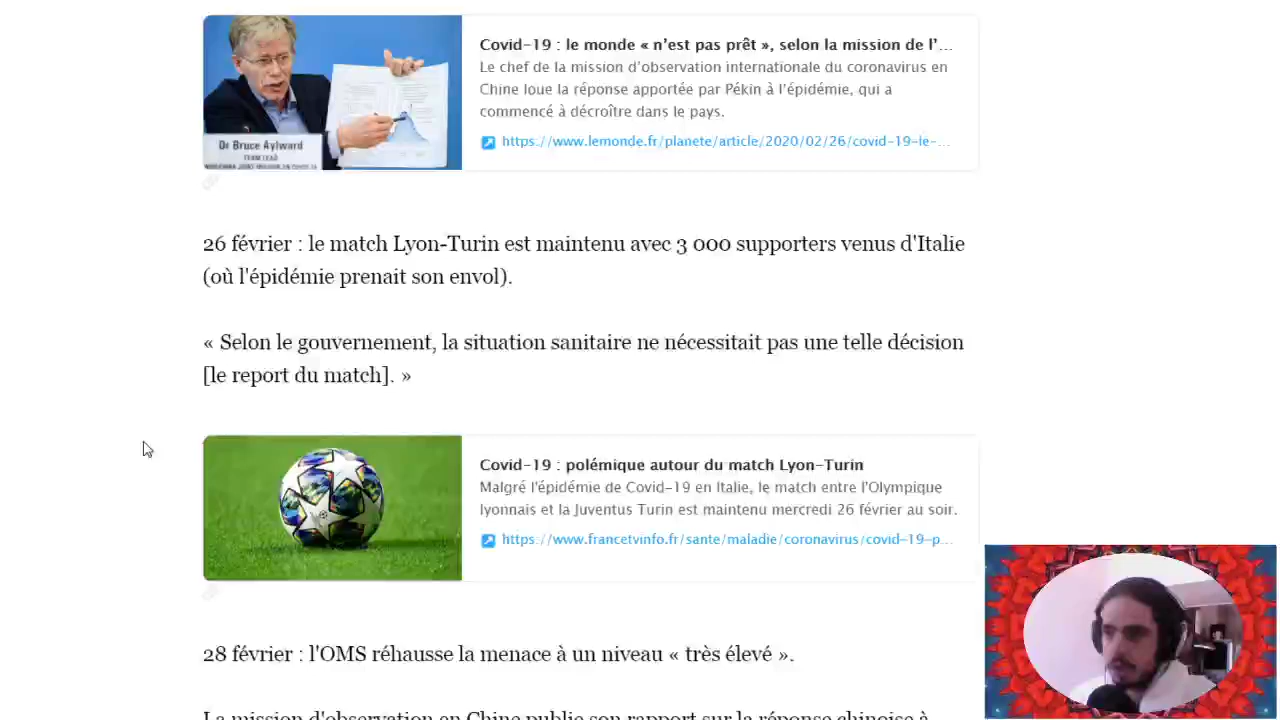 Covid-19 : le monde « n’est pas prêt », selon la mission de l’...
Le chef de la mission d’observation internationale du coronavirus en
Chine loue la réponse apportée par Pékin à l’épidémie, qui a
commencé à décroître dans le pays.
https://www.lemonde.fr/planete/article/2020/02/26/covid-19-le-...
Dr Bruce Aylward
TEAM LEAD
26 février : le match Lyon-Turin est maintenu avec 3 000 supporters venus d'Italie
(où l'épidémie prenait son envol).
« Selon le gouvernement, la situation sanitaire ne nécessitait pas une telle décision
[le report du match]. »
Covid-19 : polémique autour du match Lyon-Turin
Malgré l'épidémie de Covid-19 en Italie, le match entre l'Olympique
lyonnais et la Juventus Turin est maintenu mercredi 26 février au soir.
https://www.francetvinfo.fr/sante/maladie/coronavirus/covid-19-p...
28 février : l'OMS réhausse la menace à un niveau « très élevé ».
La mission d'observation en Chine publie son rapport sur la réponse chinoise à